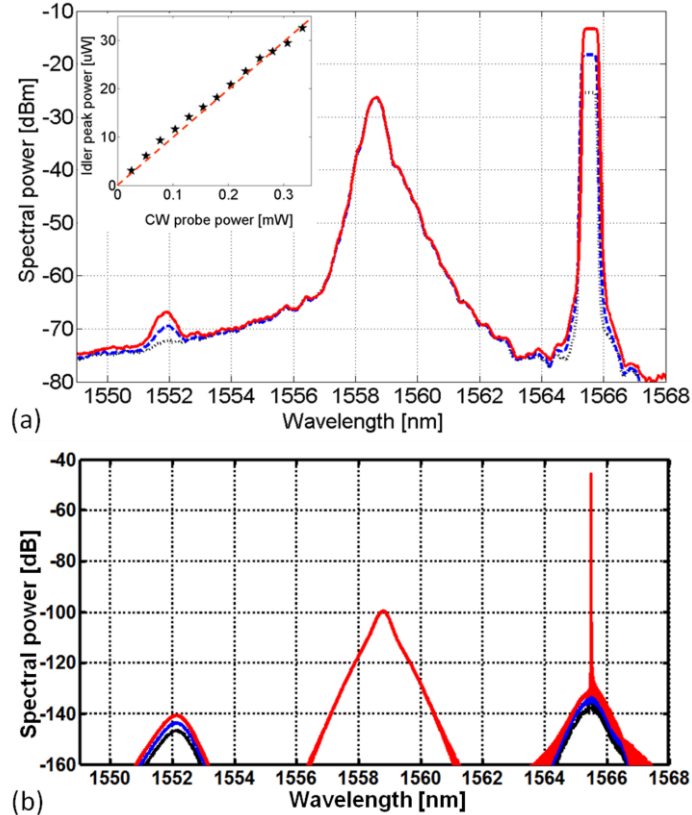 -10
-20
-30
-40
-50
-60
-70
-80
Spectral power [dBm]
30
20
10
0
Idler peak power [uW]
0
0.1
0.2
0.3
CW probe power [mW]
1550 1552 1554 1556 1558 1560 1562 1564 1566 1568
Wavelength [nm]
(a)
-40
-60
-80
-100
-120
-140
-160
Spectral power [dB]
1550 1552 1554 1556 1558 1560 1562 1564 1566 1568
Wavelength [nm]
(b)